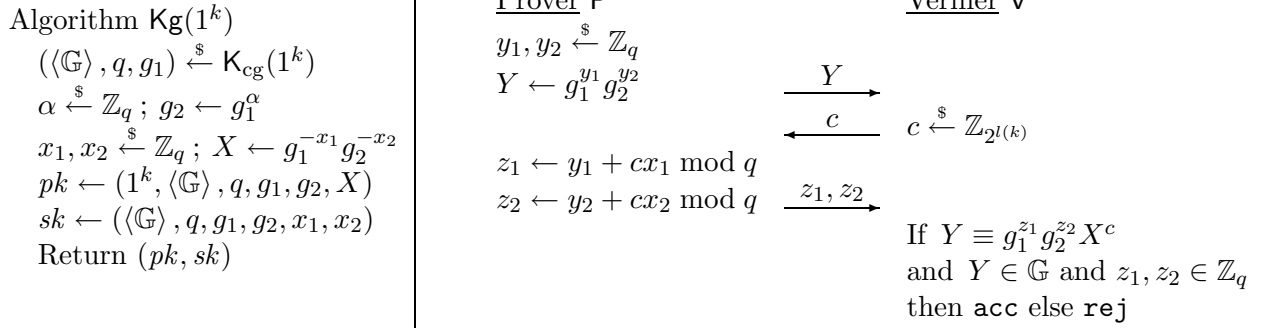 Algorithm Kg(1^k)
(⟨𝔾⟩, q, g_1) ←$ K_cg(1^k)
α ←$ ℤ_q ; g_2 ← g_1^α
x_1, x_2 ←$ ℤ_q ; X ← g_1^{-x_1} g_2^{-x_2}
pk ← (1^k, ⟨𝔾⟩, q, g_1, g_2, X)
sk ← (⟨𝔾⟩, q, g_1, g_2, x_1, x_2)
Return (pk, sk)
Prover P
y_1, y_2 ←$ ℤ_q
Y ← g_1^{y_1} g_2^{y_2}
Y
c
z_1 ← y_1 + cx_1 mod q
z_2 ← y_2 + cx_2 mod q
z_1, z_2
Verifier V
c ←$ ℤ_{2^{l(k)}}
If Y ≡ g_1^{z_1} g_2^{z_2} X^c
and Y ∈ 𝔾 and z_1, z_2 ∈ ℤ_q
then acc else rej